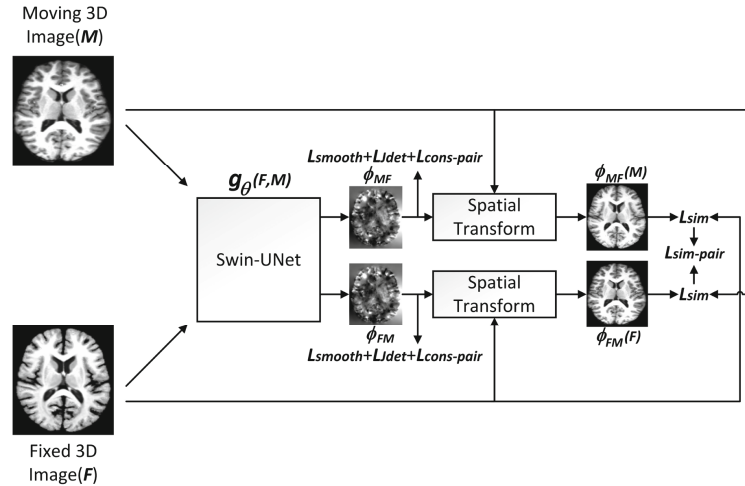 Moving 3D
Image(M)
Lsmooth+LJdet+Lcons-pair
gθ(F,M)
ϕMF
ϕMF(M)
Spatial
Transform
Lsim
Swin-UNet
Lsim-pair
Spatial
Transform
Lsim
ϕFM
ϕFM(F)
Lsmooth+LJdet+Lcons-pair
Fixed 3D
Image(F)